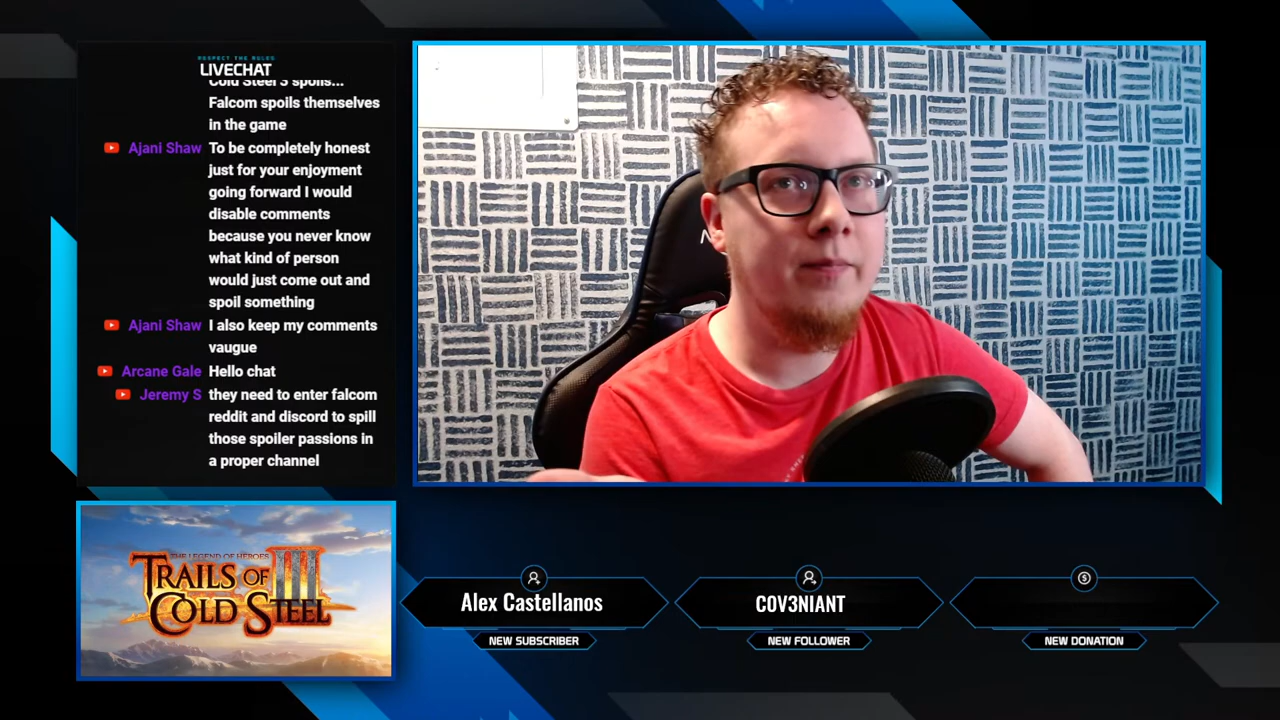 RESPECT THE RULES
LIVECHAT
Cold Steel 3 spoils...
Falcom spoils themselves
in the game
Ajani Shaw To be completely honest
just for your enjoyment
going forward I would
disable comments
because you never know
what kind of person
would just come out and
spoil something
Ajani Shaw I also keep my comments
vaugue
Arcane Gale Hello chat
Jeremy S they need to enter falcom
reddit and discord to spill
those spoiler passions in
a proper channel
THE LEGEND OF HEROES
TRAILS OF
COLD STEEL III
Alex Castellanos
NEW SUBSCRIBER
COV3NIANT
NEW FOLLOWER
NEW DONATION